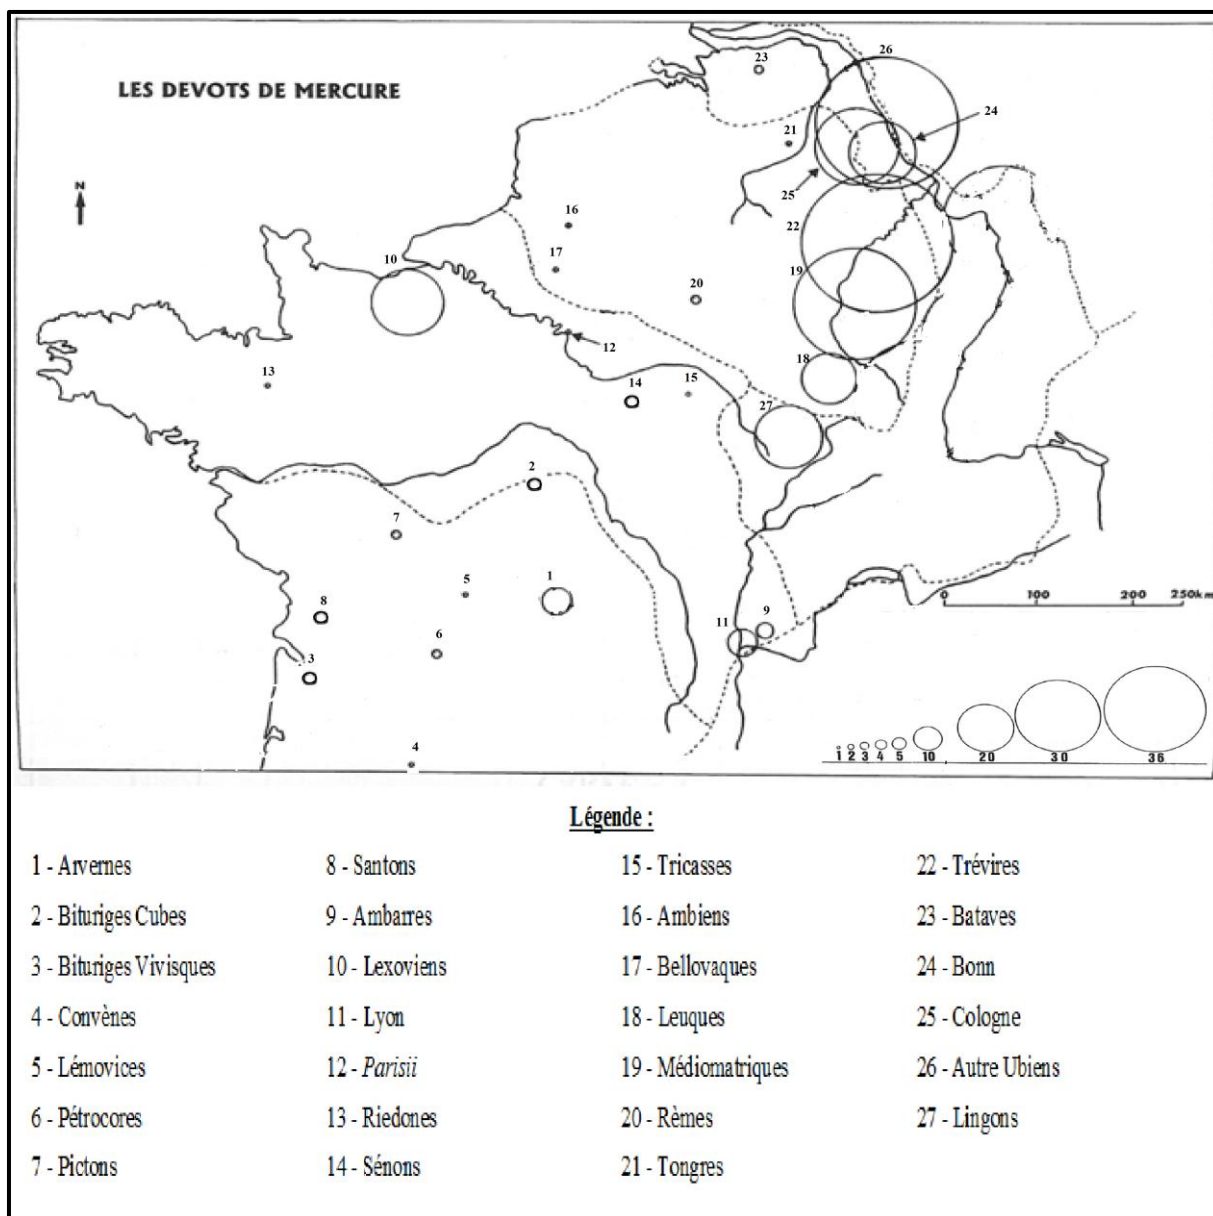 LES DEVOTS DE MERCURE
N
23
26
24
21
25
16
22
10
17
19
20
12
18
13
14
15
27
2
7
5
1
8
9
11
6
3
4
0 100 200 250km
1 2 3 4 5 10 20 30 36
Légende :
1 - Arvernes
2 - Bituriges Cubes
3 - Bituriges Vivisques
4 - Convènes
5 - Lémovices
6 - Pétrocores
7 - Pictons
8 - Santons
9 - Ambarres
10 - Lexoviens
11 - Lyon
12 - Parisii
13 - Riedones
14 - Sénons
15 - Tricasses
16 - Ambiens
17 - Bellovaques
18 - Leuques
19 - Médiomatriques
20 - Rèmes
21 - Tongres
22 - Trévires
23 - Bataves
24 - Bonn
25 - Cologne
26 - Autre Ubiens
27 - Lingons